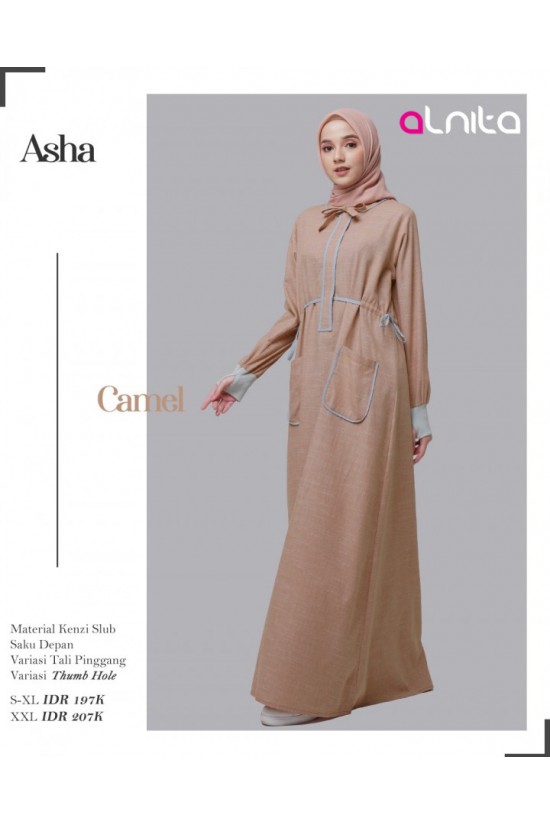 alnita
Asha
Camel
Material Kenzi Slub
Saku Depan
Variasi Tali Pinggang
Variasi Thumb Hole
S-XL IDR 197K
XXL IDR 207K